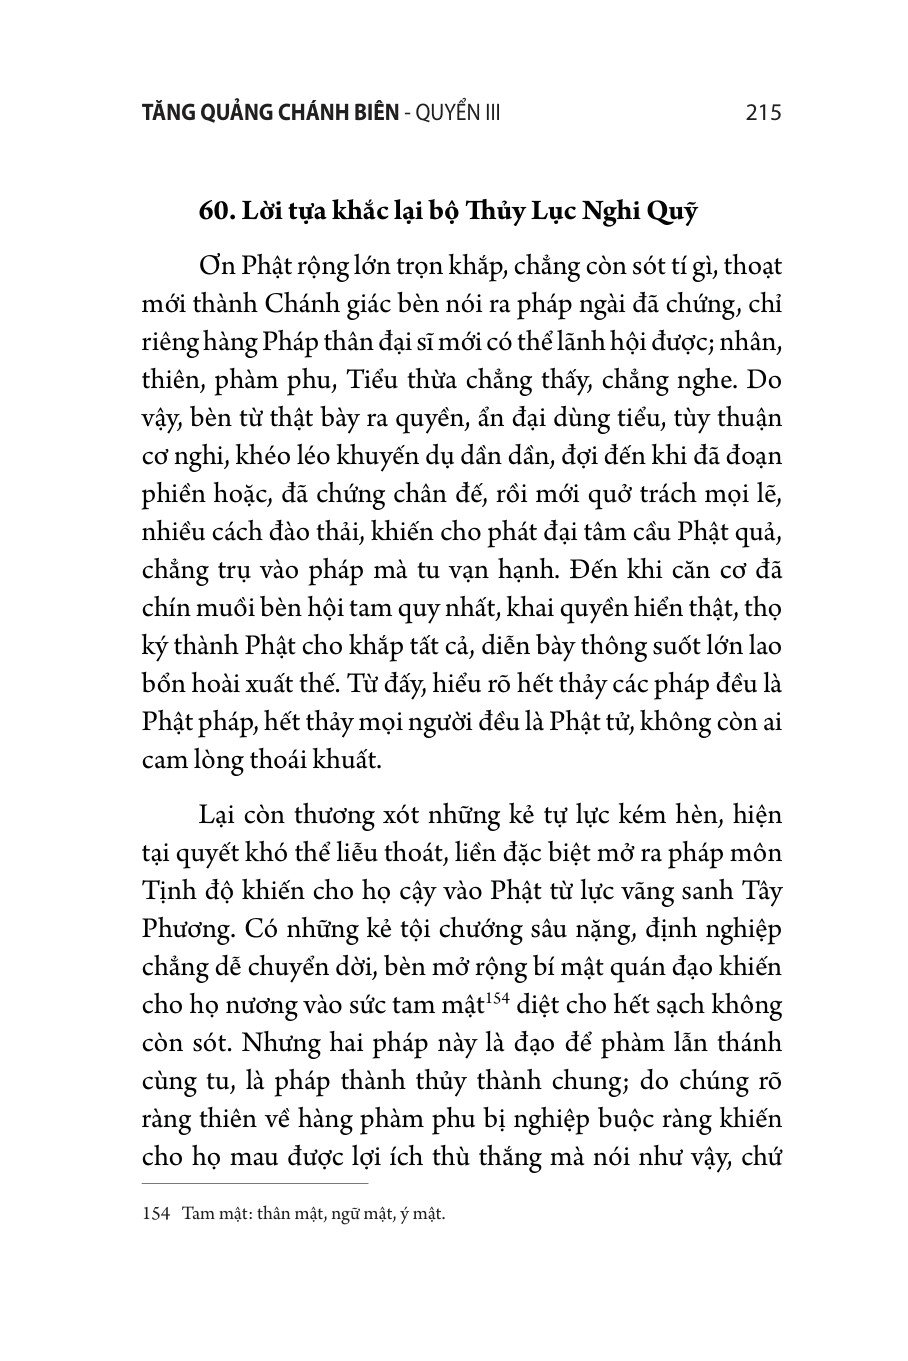 TĂNG QUẢNG CHÁNH BIÊN - QUYỂN III 215
60. Lời tựa khắc lại bộ Thủy Lục Nghi Quỹ
Ơn Phật rộng lớn trọn khắp, chẳng còn sót tí gì, thoạt
mới thành Chánh giác bèn nói ra pháp ngài đã chứng, chỉ
riêng hàng Pháp thân đại sĩ mới có thể lãnh hội được; nhân,
thiên, phàm phu, Tiểu thừa chẳng thấy, chẳng nghe. Do
vậy, bèn từ thật bày ra quyền, ẩn đại dùng tiểu, tùy thuận
cơ nghi, khéo léo khuyến dụ dần dần, đợi đến khi đã đoạn
phiền hoặc, đã chứng chân đế, rồi mới quở trách mọi lẽ,
nhiều cách đào thải, khiến cho phát đại tâm cầu Phật quả,
chẳng trụ vào pháp mà tu vạn hạnh. Đến khi căn cơ đã
chín muồi bèn hội tam quy nhất, khai quyền hiển thật, thọ
ký thành Phật cho khắp tất cả, diễn bày thông suốt lớn lao
bổn hoài xuất thế. Từ đấy, hiểu rõ hết thảy các pháp đều là
Phật pháp, hết thảy mọi người đều là Phật tử, không còn ai
cam lòng thoái khuất.
Lại còn thương xót những kẻ tự lực kém hèn, hiện
tại quyết khó thể liễu thoát, liền đặc biệt mở ra pháp môn
Tịnh độ khiến cho họ cậy vào Phật từ lực vãng sanh Tây
Phương. Có những kẻ tội chướng sâu nặng, định nghiệp
chẳng dễ chuyển dời, bèn mở rộng bí mật quán đạo khiến
cho họ nương vào sức tam mật154 diệt cho hết sạch không
còn sót. Nhưng hai pháp này là đạo để phàm lẫn thánh
cùng tu, là pháp thành thủy thành chung; do chúng rõ
ràng thiên về hàng phàm phu bị nghiệp buộc ràng khiến
cho họ mau được lợi ích thù thắng mà nói như vậy, chứ
154 Tam mật: thân mật, ngữ mật, ý mật.